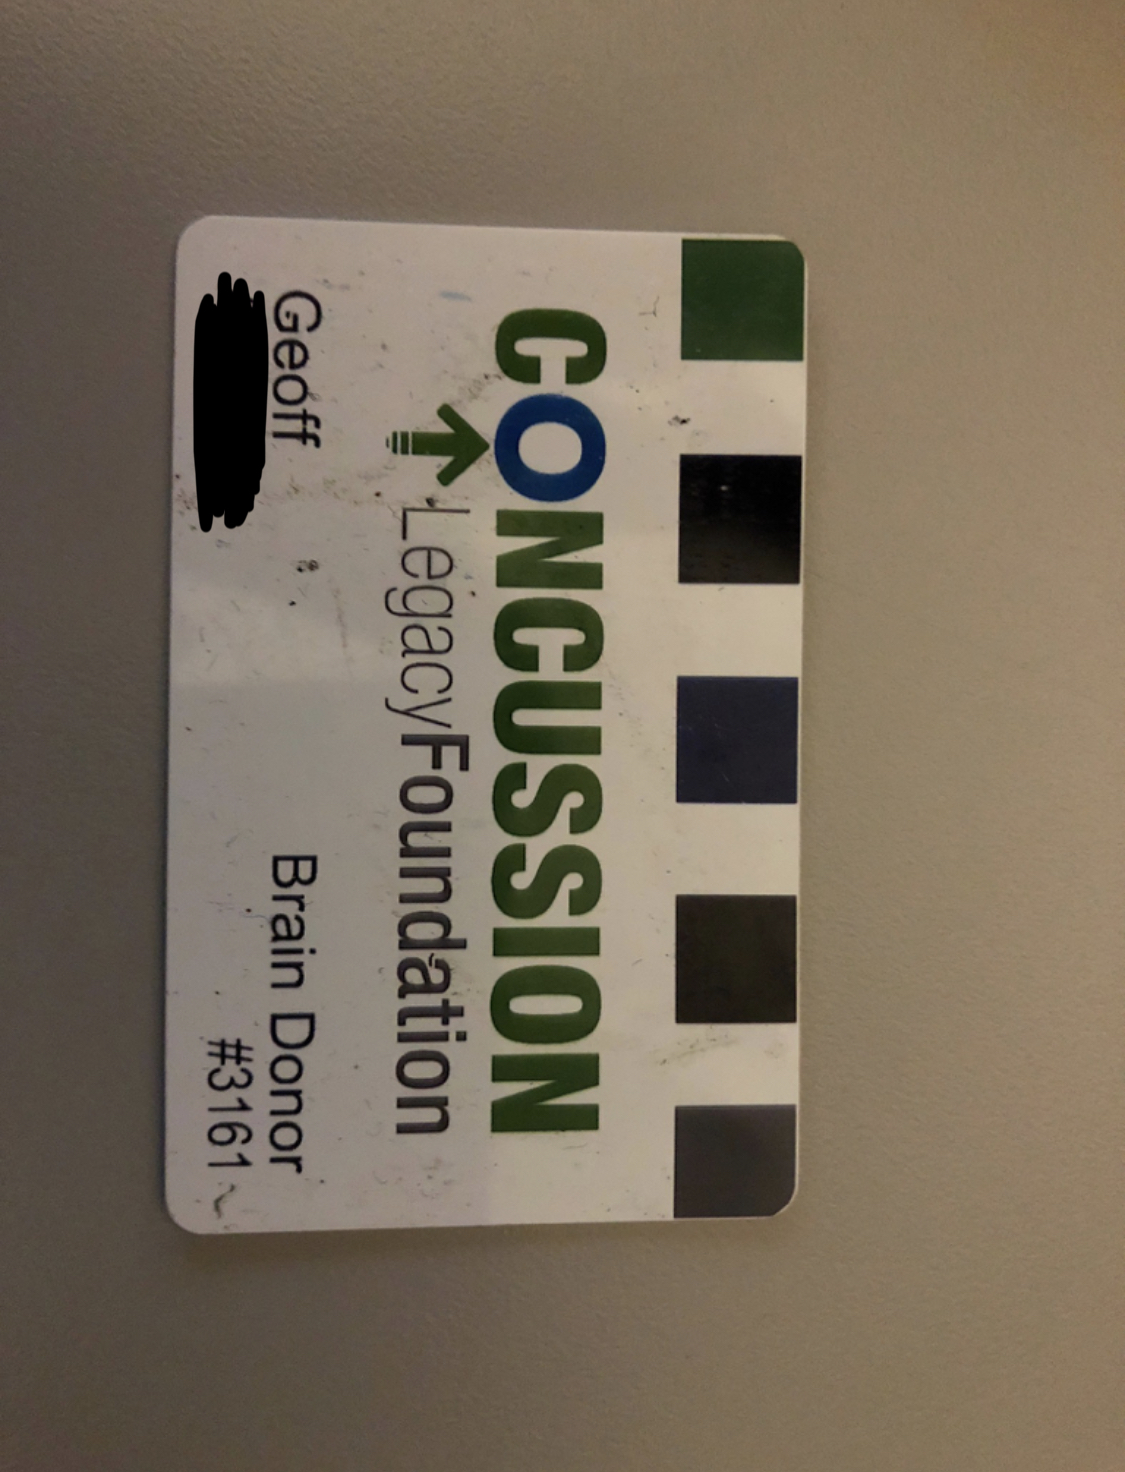 CONCUSSION
LegacyFoundation
Geoff
Brain Donor
#3161